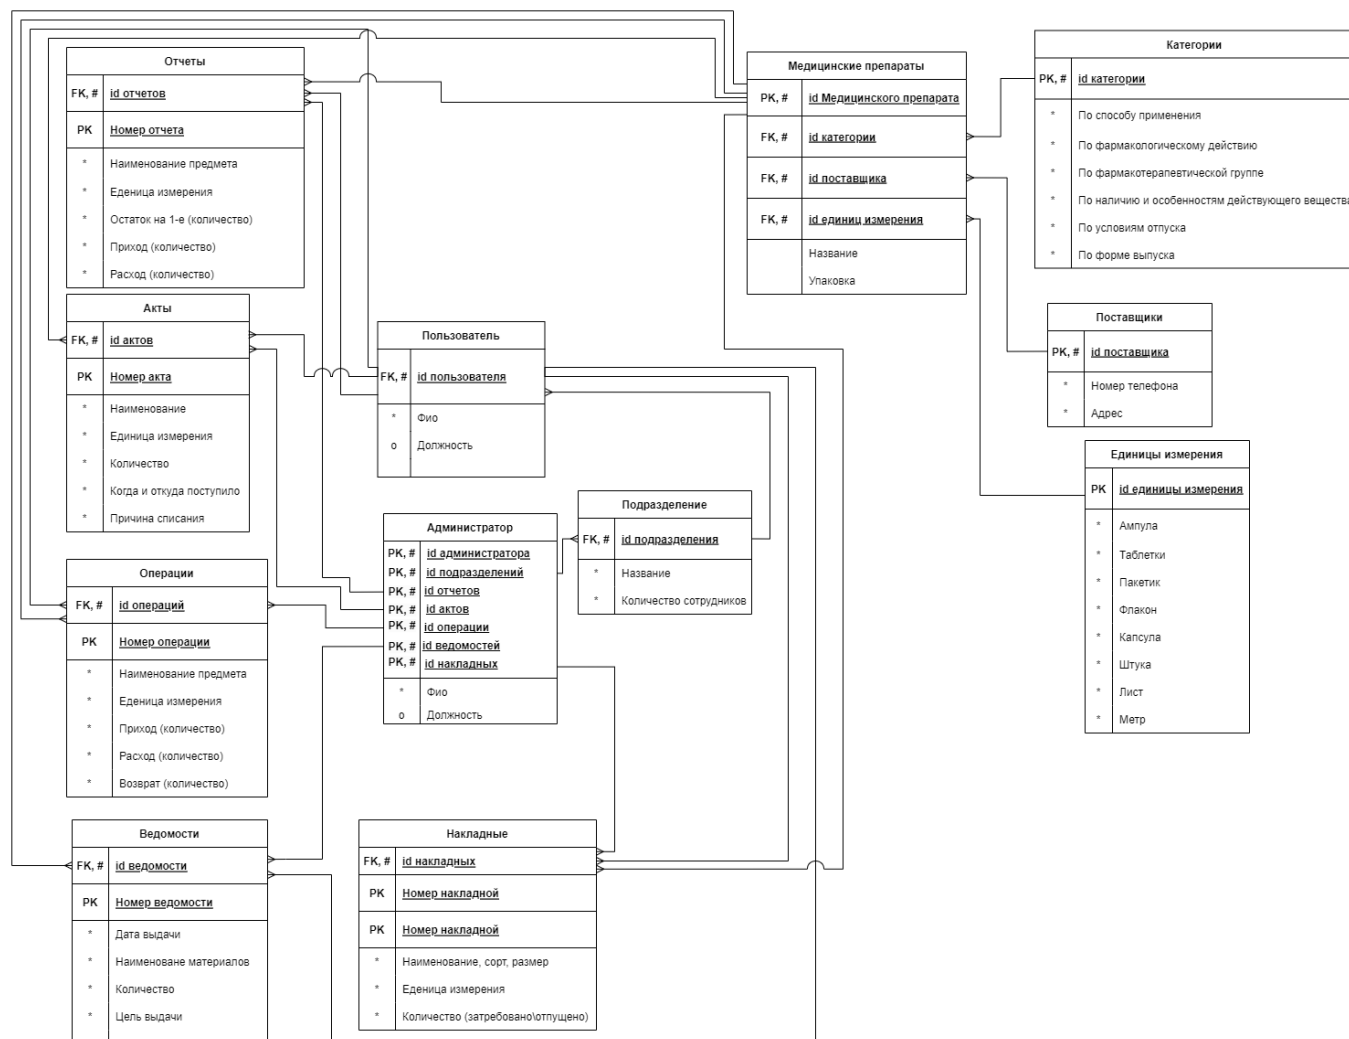 Отчеты
FK, # id отчетов
PK Номер отчета
* Наименование предмета
* Еденица измерения
* Остаток на 1-е (количество)
* Приход (количество)
* Расход (количество)
Акты
FK, # id актов
PK Номер акта
* Наименование
* Единица измерения
* Количество
* Когда и откуда поступило
* Причина списания
Операции
FK, # id операций
PK Номер операции
* Наименование предмета
* Еденица измерения
* Приход (количество)
* Расход (количество)
* Возврат (количество)
Ведомости
FK, # id ведомости
PK Номер ведомости
* Дата выдачи
* Наименоване материалов
* Количество
* Цель выдачи
Пользователь
FK, # id пользователя
* Фио
o Должность
Администратор
PK, # id администратора
PK, # id подразделений
PK, # id отчетов
PK, # id актов
PK, # id операции
PK, # id ведомостей
PK, # id накладных
* Фио
o Должность
Накладные
FK, # id накладных
PK Номер накладной
PK Номер накладной
* Наименование, сорт, размер
* Еденица измерения
* Количество (затребовано\отпущено)
Подразделение
FK, # id подразделения
* Название
* Количество сотрудников
Медицинские препараты
PK, # id Медицинского препарата
FK, # id категории
FK, # id поставщика
FK, # id единиц измерения
Название
Упаковка
Категории
PK, # id категории
* По способу применения
* По фармакологическому действию
* По фармакотерапевтической группе
* По наличию и особенностям действующего вещества
* По условиям отпуска
* По форме выпуска
Поставщики
PK, # id поставщика
* Номер телефона
* Адрес
Единицы измерения
PK id единицы измерения
* Ампула
* Таблетки
* Пакетик
* Флакон
* Капсула
* Штука
* Лист
* Метр